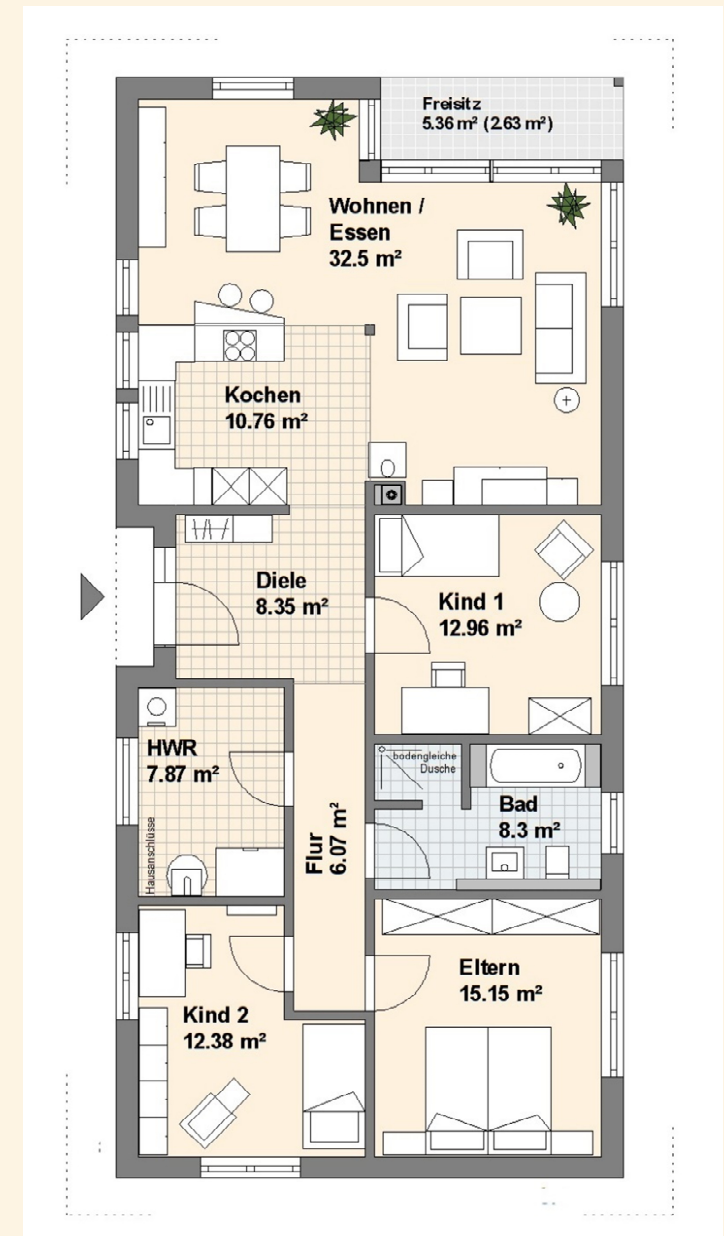 Freisitz
5.36 m² (2.63 m²)
Wohnen /
Essen
32.5 m²
Kochen
10.76 m²
Diele
8.35 m²
Kind 1
12.96 m²
HWR
7.87 m²
Hausanschlüsse
bodengleiche
Dusche
Bad
8.3 m²
Flur
6.07 m²
Eltern
15.15 m²
Kind 2
12.38 m²